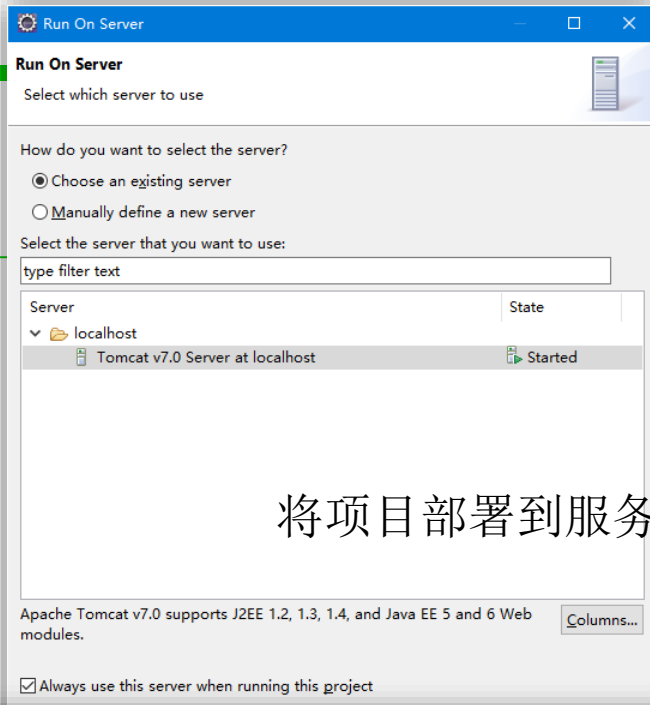 Run On Server
Run On Server
Select which server to use
How do you want to select the server?
Choose an existing server
Manually define a new server
Select the server that you want to use:
type filter text
Server State
localhost
Tomcat v7.0 Server at localhost Started
将项目部署到服务
Apache Tomcat v7.0 supports J2EE 1.2, 1.3, 1.4, and Java EE 5 and 6 Web
modules.
Columns...
Always use this server when running this project